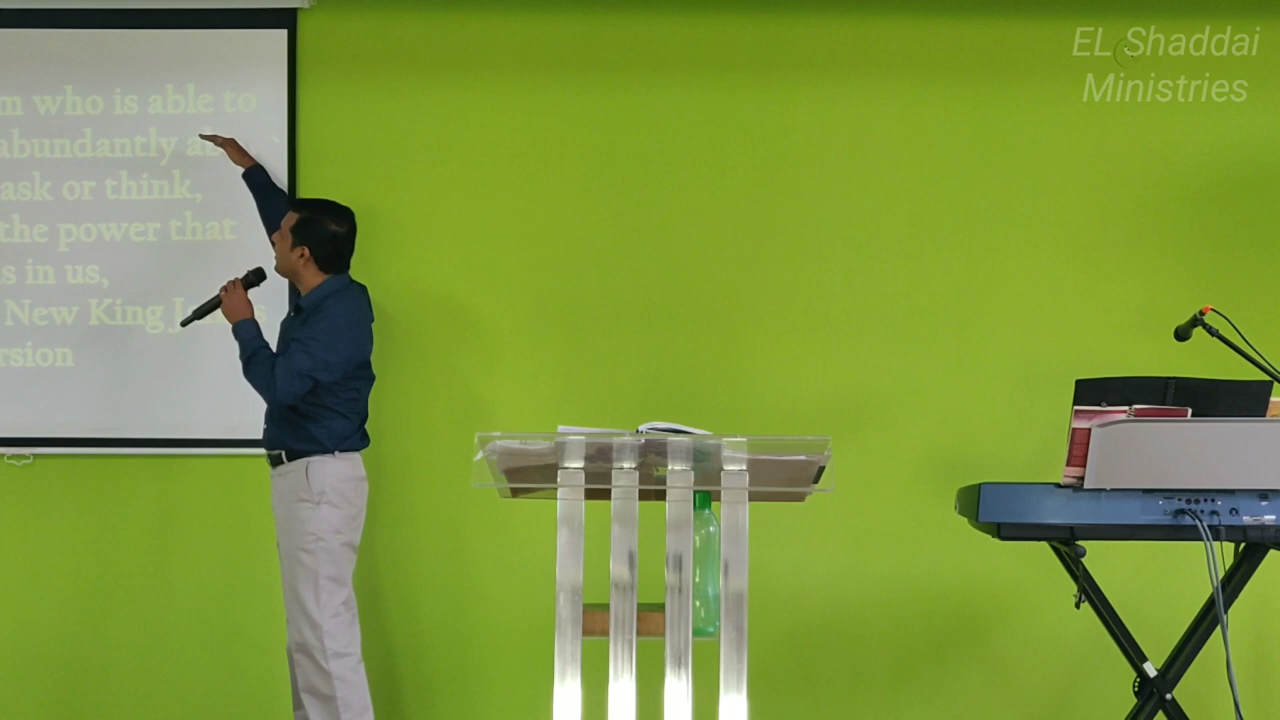 m who is able to
abundantly
ask or think,
the power that
s in us,
New King
rsion
EL Shaddai
Ministries